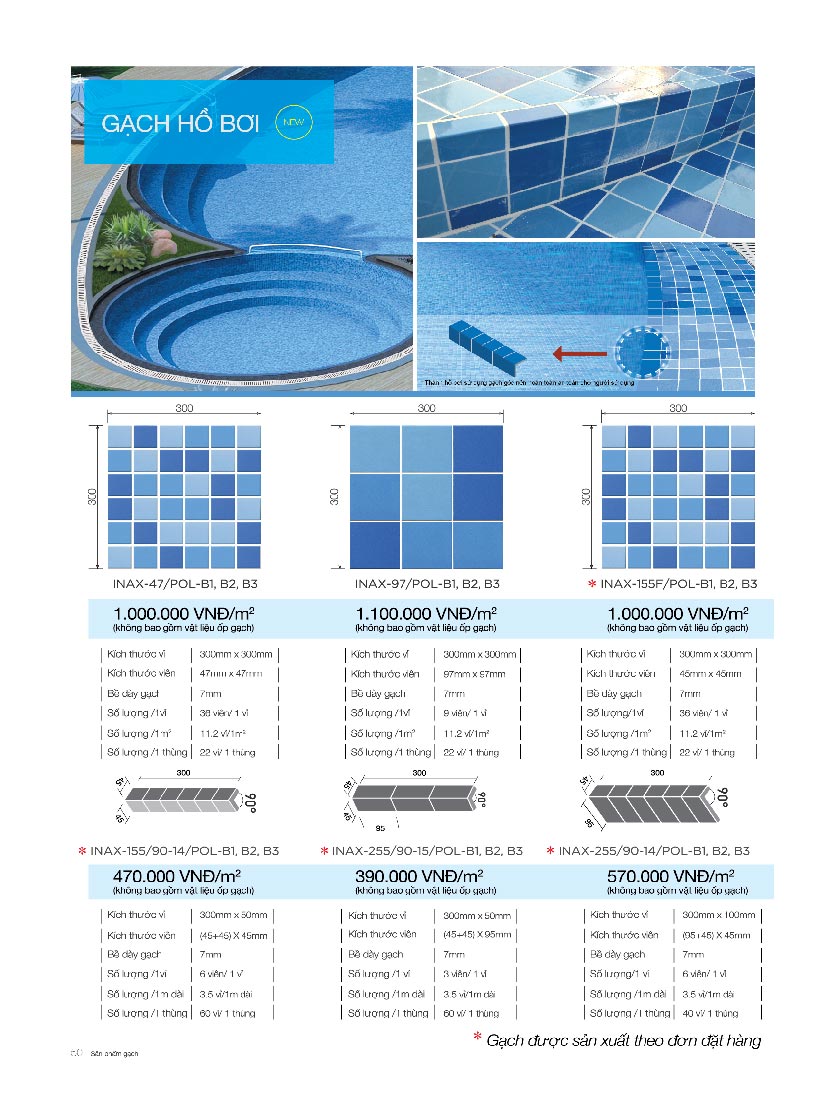 GẠCH HỒ BƠI NEW
Thành hồ bơi sử dụng gạch góc nên hoàn toàn an toàn cho người sử dụng
300 300 300
300 300 300
INAX-47/POL-B1, B2, B3
1.000.000 VNĐ/m²
(không bao gồm vật liệu ốp gạch)
Kích thước vỉ 300mm x 300mm
Kích thước viên 47mm x 47mm
Bề dày gạch 7mm
Số lượng /1vỉ 36 viên/ 1 vỉ
Số lượng /1m² 11.2 vỉ/1m²
Số lượng /1 thùng 22 vỉ/ 1 thùng
INAX-97/POL-B1, B2, B3
1.100.000 VNĐ/m²
(không bao gồm vật liệu ốp gạch)
Kích thước vỉ 300mm x 300mm
Kích thước viên 97mm x 97mm
Bề dày gạch 7mm
Số lượng /1vỉ 9 viên/ 1 vỉ
Số lượng /1m² 11.2 vỉ/1m²
Số lượng /1 thùng 22 vỉ/ 1 thùng
* INAX-155F/POL-B1, B2, B3
1.000.000 VNĐ/m²
(không bao gồm vật liệu ốp gạch)
Kích thước vỉ 300mm x 300mm
Kích thước viên 45mm x 45mm
Bề dày gạch 7mm
Số lượng/1vỉ 36 viên/ 1 vỉ
Số lượng /1m² 11.2 vỉ/1m²
Số lượng /1 thùng 22 vỉ/ 1 thùng
45 300 90°
45
* INAX-155/90-14/POL-B1, B2, B3
470.000 VNĐ/m²
(không bao gồm vật liệu ốp gạch)
Kích thước vỉ 300mm x 50mm
Kích thước viên (45+45) X 45mm
Bề dày gạch 7mm
Số lượng /1vỉ 6 viên/ 1 vỉ
Số lượng /1m dài 3.5 vỉ/1m dài
Số lượng /1 thùng 60 vỉ/ 1 thùng
45 300 90°
45 95
* INAX-255/90-15/POL-B1, B2, B3
390.000 VNĐ/m²
(không bao gồm vật liệu ốp gạch)
Kích thước vỉ 300mm x 50mm
Kích thước viên (45+45) X 95mm
Bề dày gạch 7mm
Số lượng /1 vỉ 3 viên/ 1 vỉ
Số lượng /1m dài 3.5 vỉ/1m dài
Số lượng /1 thùng 60 vỉ/ 1 thùng
45 300 90°
95
* INAX-255/90-14/POL-B1, B2, B3
570.000 VNĐ/m²
(không bao gồm vật liệu ốp gạch)
Kích thước vỉ 300mm x 100mm
Kích thước viên (95+45) X 45mm
Bề dày gạch 7mm
Số lượng/1 vỉ 6 viên/ 1 vỉ
Số lượng /1m dài 3.5 vỉ/1m dài
Số lượng /1 thùng 40 vỉ/ 1 thùng
* Gạch được sản xuất theo đơn đặt hàng
50 Sản phẩm gạch